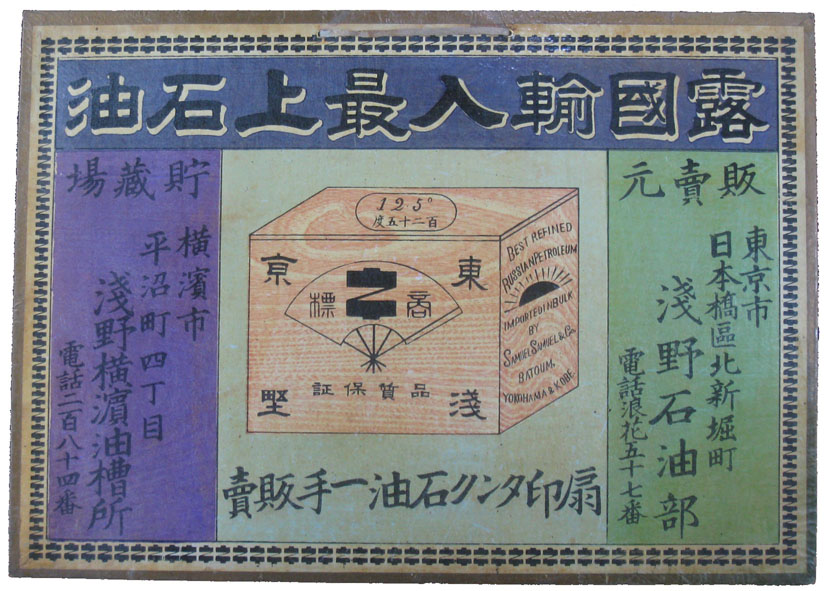 露國輸入最上石油
販賣元
東京市
日本橋區北新堀町
淺野石油部
電話浪花五十七番
125°
百二十五度
東京
淺野
商標
品質保証
BEST REFINED
RUSSIAN PETROLEUM
IMPORTED IN BULK
BY
SAMUEL SAMUEL & Co.
BATOUM,
YOKOHAMA & KOBE
扇印タンク石油一手販賣
貯藏場
橫濱市
平沼町四丁目
淺野橫濱油槽所
電話二百八十四番